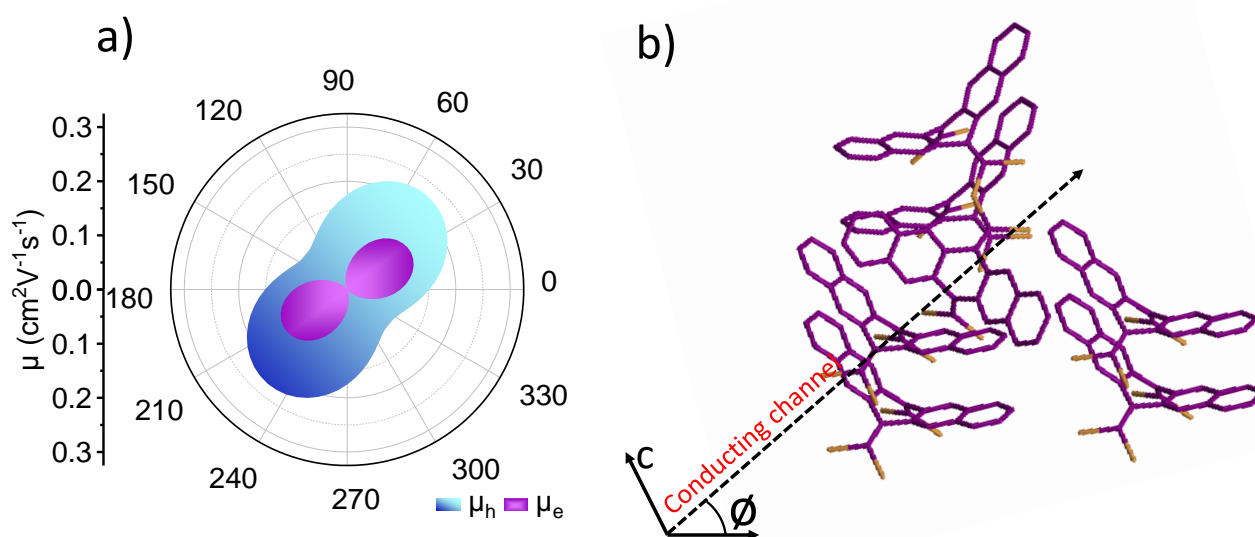 a)
b)
90
120
60
0.3
0.2
150
30
0.1
0.0
180
0
μ (cm²V⁻¹s⁻¹)
0.1
0.2
210
330
0.3
240
300
270
μh
μe
Conducting channel
c
Ø